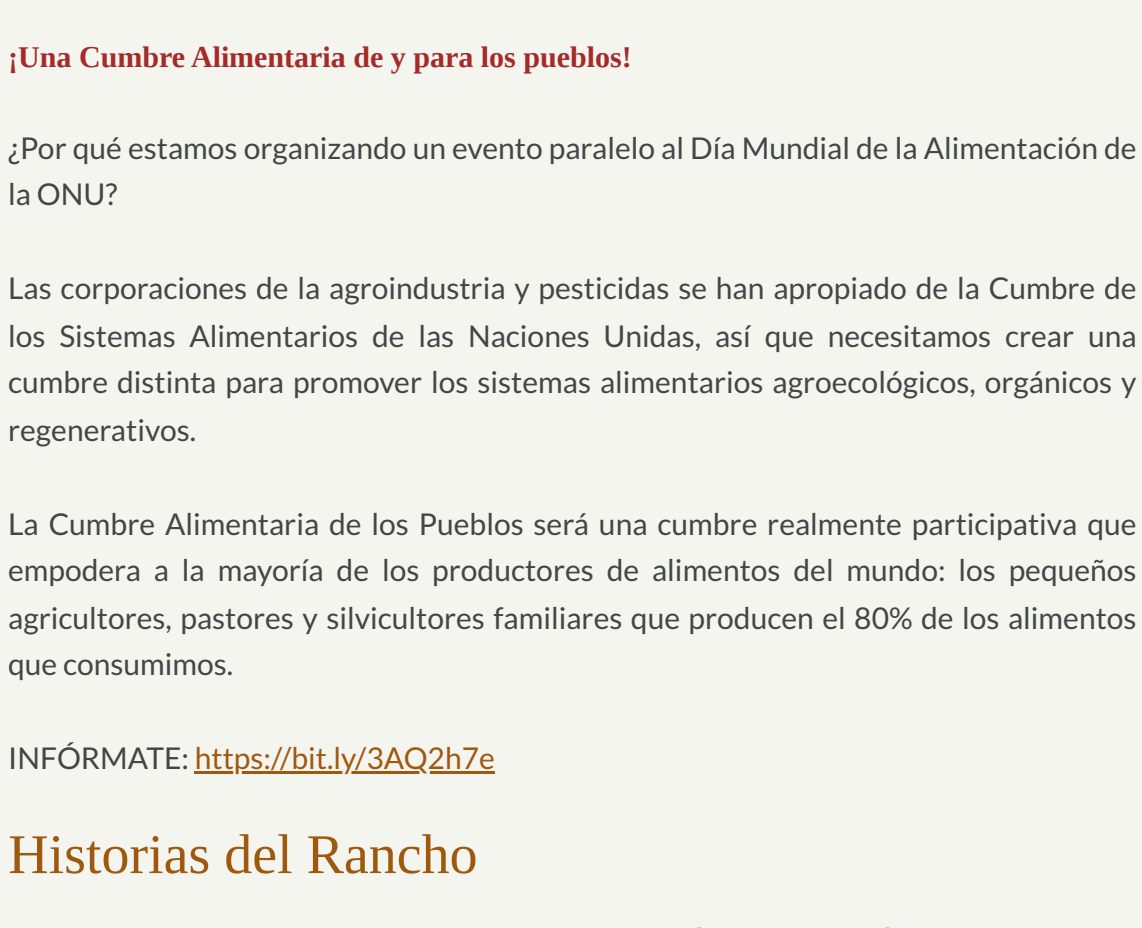 ¡Una Cumbre Alimentaria de y para los pueblos!
¿Por qué estamos organizando un evento paralelo al Día Mundial de la Alimentación de
la ONU?
Las corporaciones de la agroindustria y pesticidas se han apropiado de la Cumbre de
los Sistemas Alimentarios de las Naciones Unidas, así que necesitamos crear una
cumbre distinta para promover los sistemas alimentarios agroecológicos, orgánicos y
regenerativos.
La Cumbre Alimentaria de los Pueblos será una cumbre realmente participativa que
empodera a la mayoría de los productores de alimentos del mundo: los pequeños
agricultores, pastores y silvicultores familiares que producen el 80% de los alimentos
que consumimos.
INFÓRMATE: https://bit.ly/3AQ2h7e
Historias del Rancho